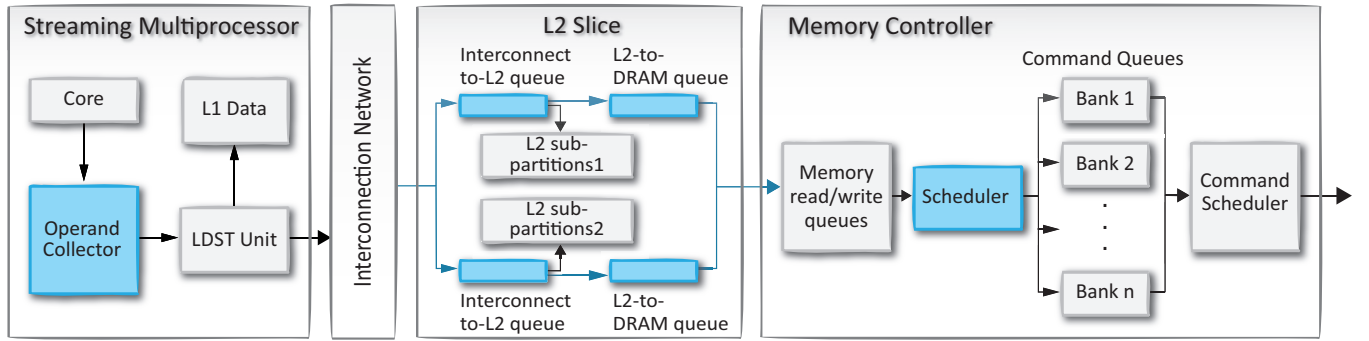 Streaming Multiprocessor
Core
L1 Data
Operand
Collector
LDST Unit
Interconnection Network
L2 Slice
Interconnect
to-L2 queue
L2-to-
DRAM queue
L2 sub-
partitions1
L2 sub-
partitions2
Interconnect
to-L2 queue
L2-to-
DRAM queue
Memory Controller
Command Queues
Memory
read/write
queues
Scheduler
Bank 1
Bank 2
.
.
.
Bank n
Command
Scheduler